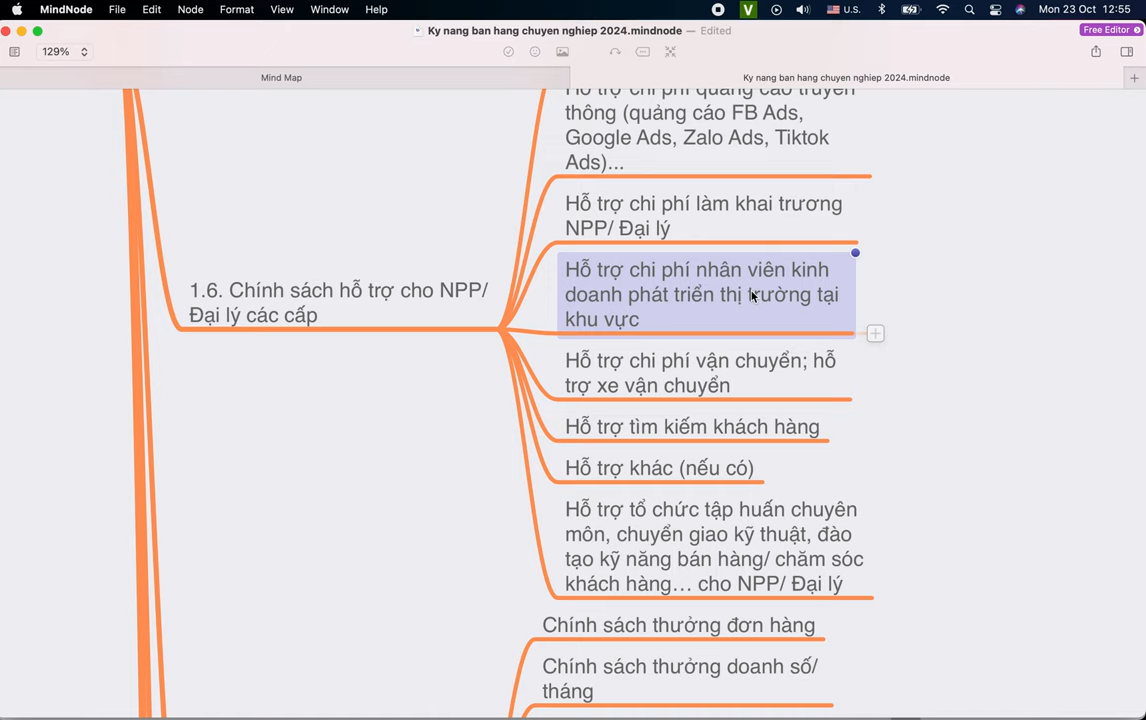 MindNode File Edit Node Format View Window Help
V U.S. Mon 23 Oct 12:55
Ky nang ban hang chuyen nghiep 2024.mindnode — Edited
Free Editor
129%
Mind Map
Ky nang ban hang chuyen nghiep 2024.mindnode
Hỗ trợ chi phí quảng cáo truyền
thông (quảng cáo FB Ads,
Google Ads, Zalo Ads, Tiktok
Ads)...
Hỗ trợ chi phí làm khai trương
NPP/ Đại lý
Hỗ trợ chi phí nhân viên kinh
doanh phát triển thị trường tại
khu vực
1.6. Chính sách hỗ trợ cho NPP/
Đại lý các cấp
Hỗ trợ chi phí vận chuyển; hỗ
trợ xe vận chuyển
Hỗ trợ tìm kiếm khách hàng
Hỗ trợ khác (nếu có)
Hỗ trợ tổ chức tập huấn chuyên
môn, chuyển giao kỹ thuật, đào
tạo kỹ năng bán hàng/ chăm sóc
khách hàng... cho NPP/ Đại lý
Chính sách thưởng đơn hàng
Chính sách thưởng doanh số/
tháng